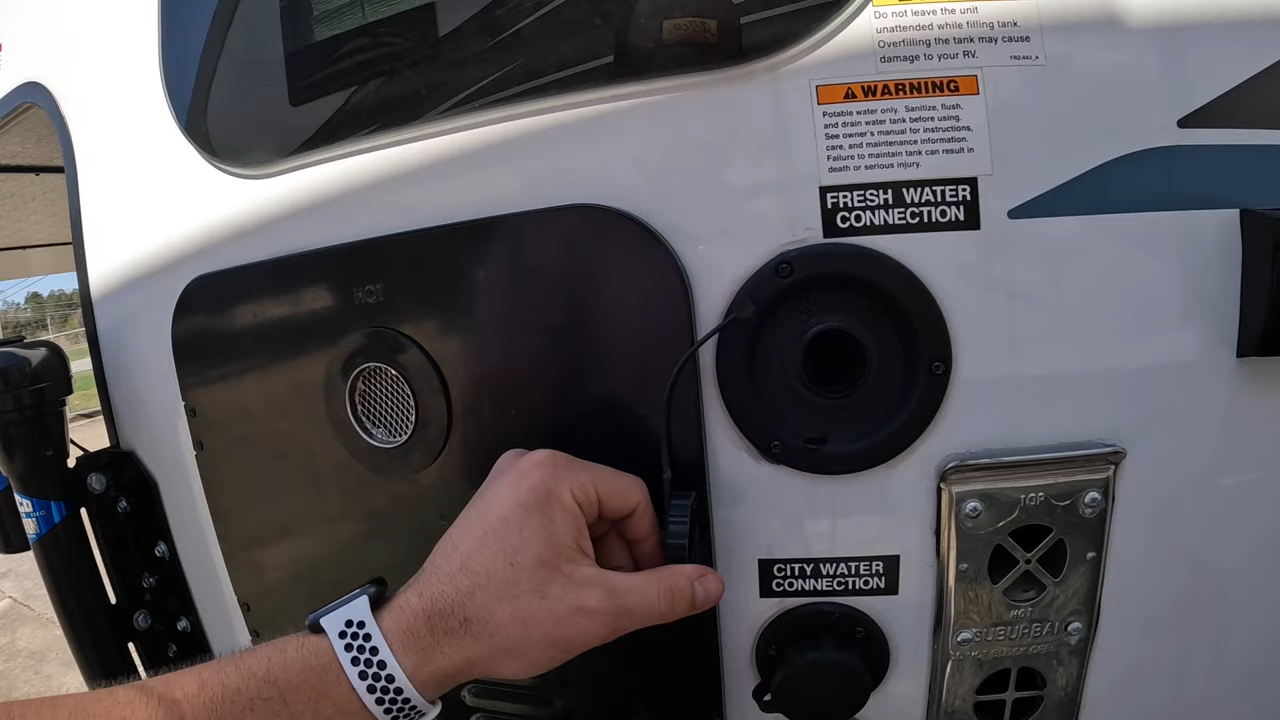 Do not leave the unit
unattended while filling tank.
Overfilling the tank may cause
damage to your RV.
FRZ-043_A
WARNING
Potable water only. Sanitize, flush,
and drain water tank before using.
See owner's manual for instructions,
care, and maintenance information.
Failure to maintain tank can result in
death or serious injury.
FRESH WATER
CONNECTION
HOT
CITY WATER
CONNECTION
TOP
HOT
SUBURBAN